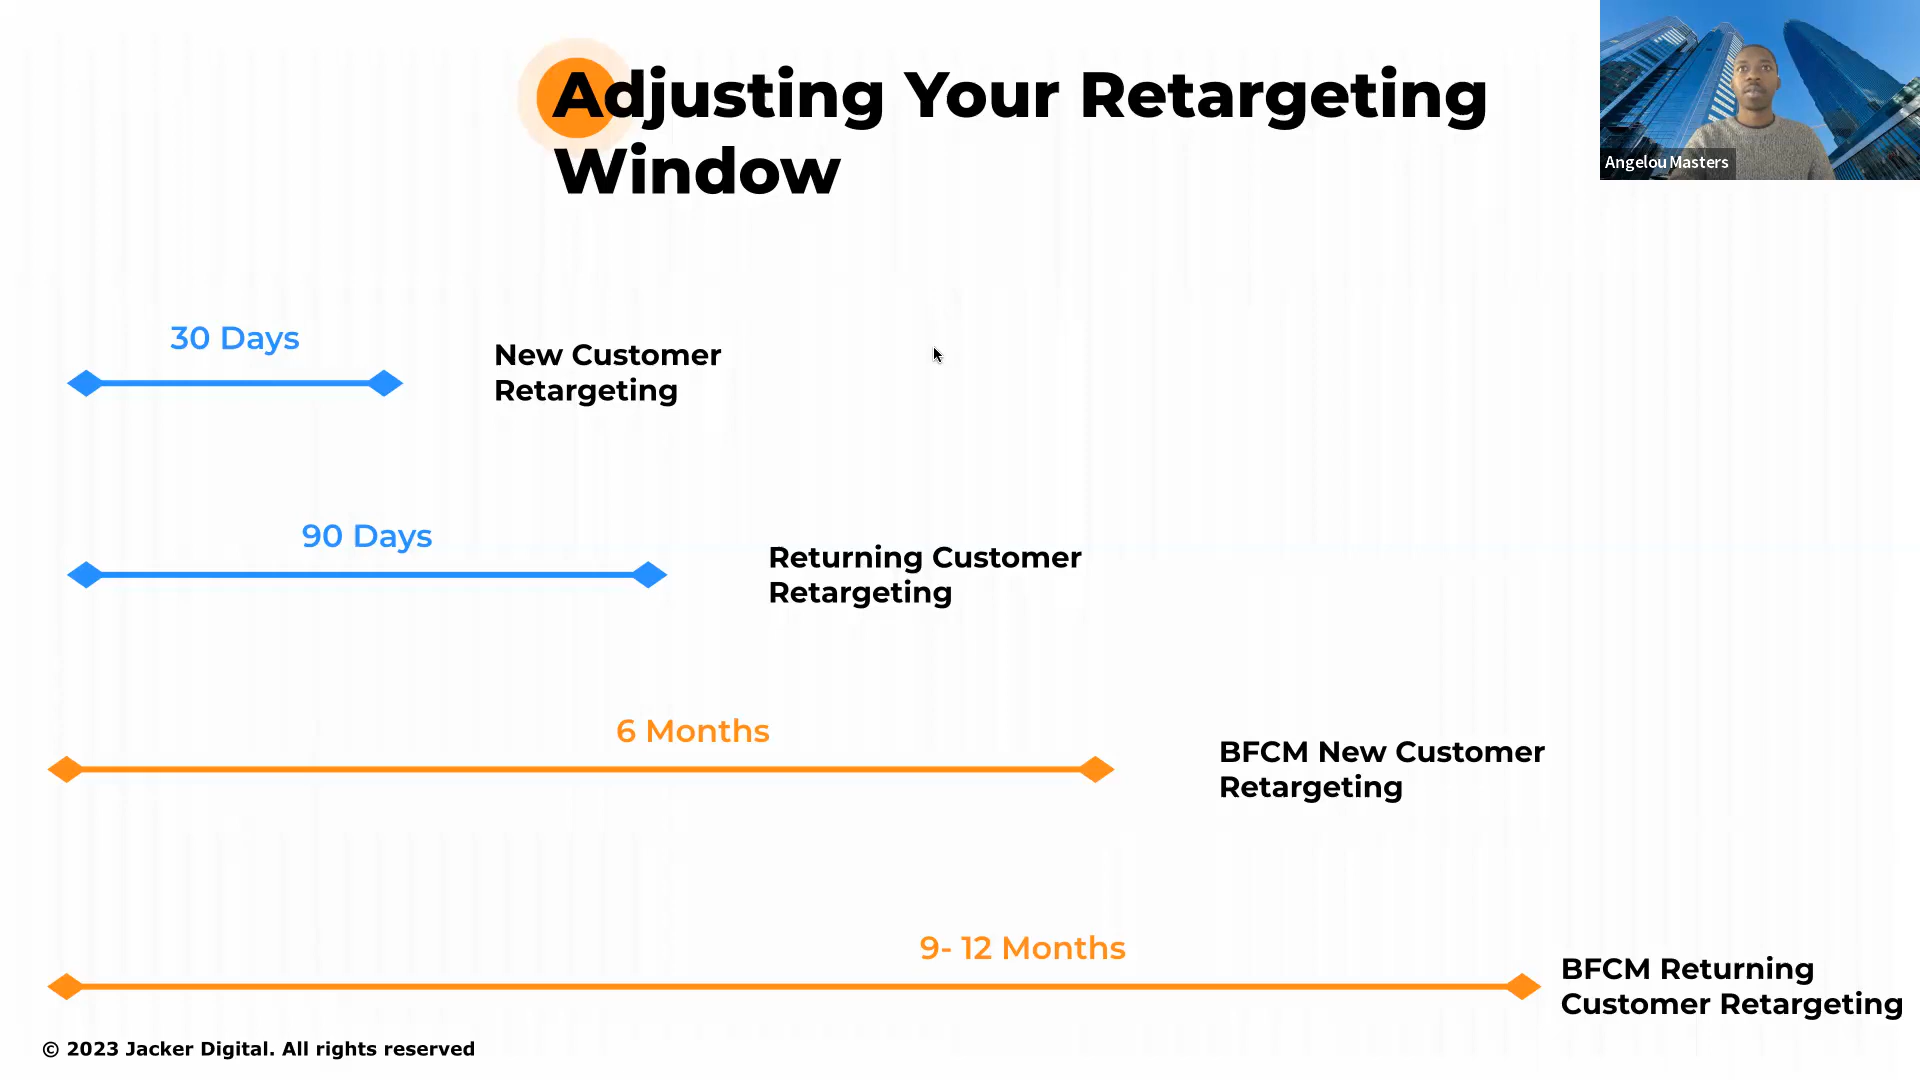 Adjusting Your Retargeting
Window
Angelou Masters
30 Days
New Customer
Retargeting
90 Days
Returning Customer
Retargeting
6 Months
BFCM New Customer
Retargeting
9- 12 Months
BFCM Returning
Customer Retargeting
© 2023 Jacker Digital. All rights reserved